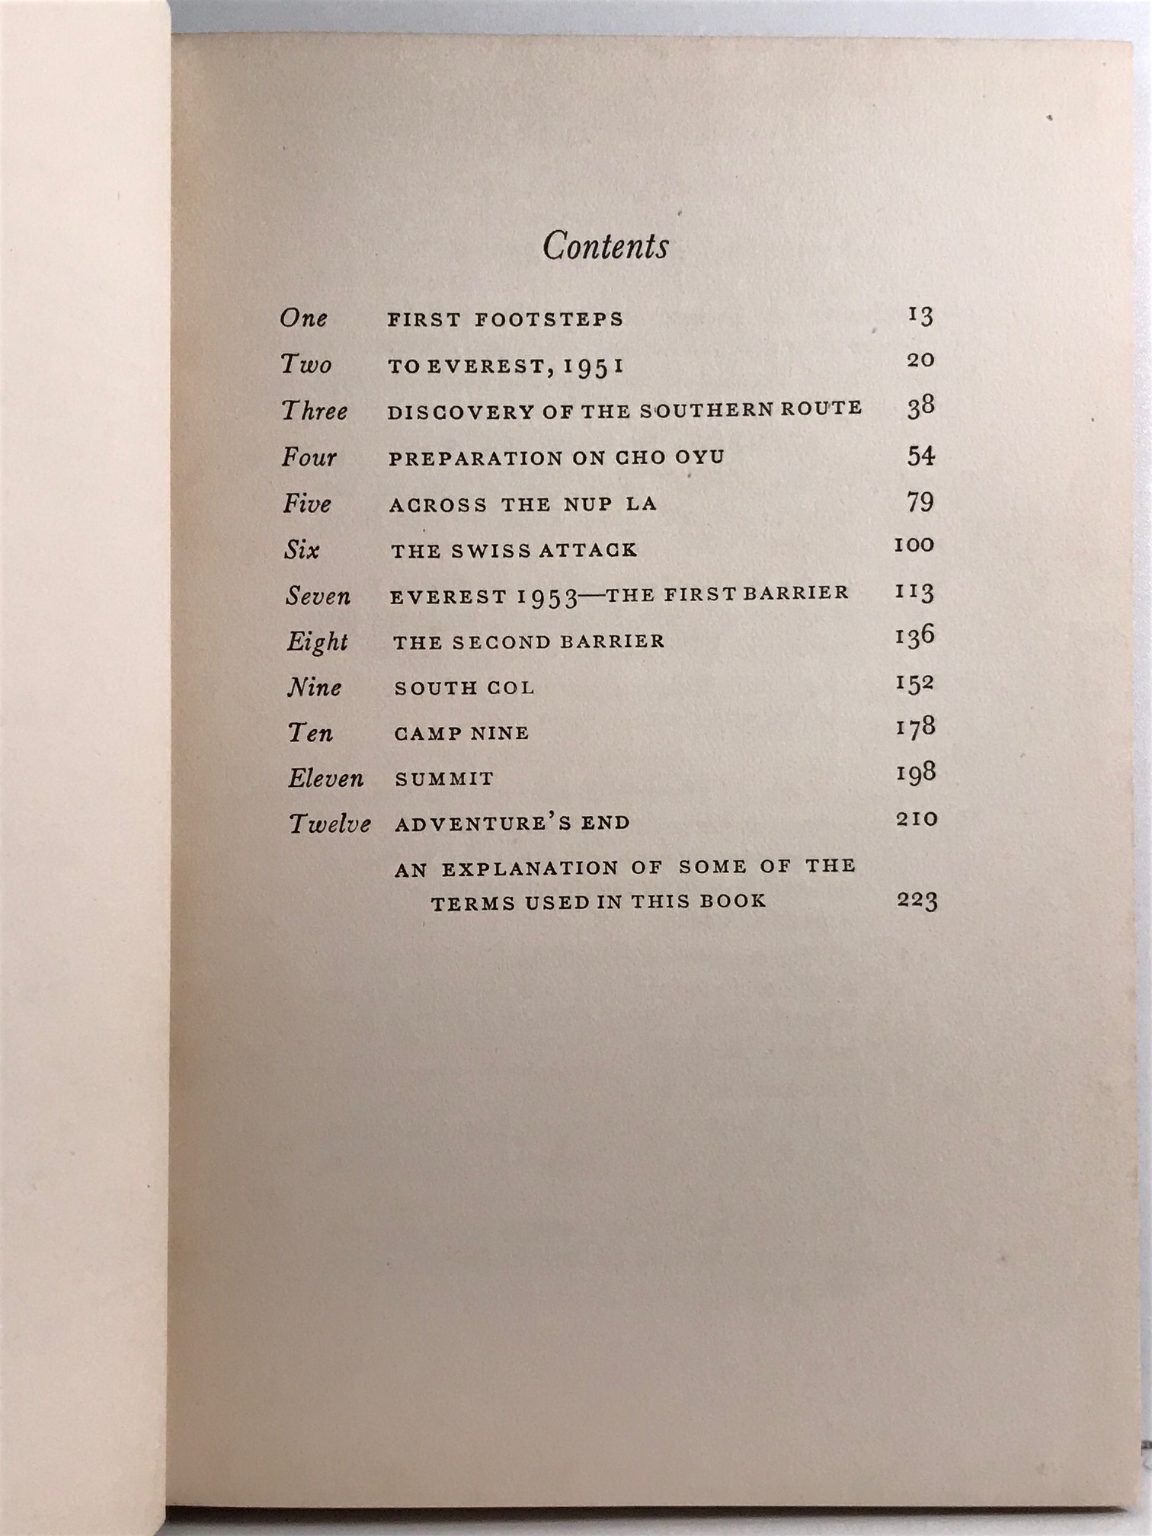 Contents
One FIRST FOOTSTEPS 13
Two TO EVEREST, 1951 20
Three DISCOVERY OF THE SOUTHERN ROUTE 38
Four PREPARATION ON CHO OYU 54
Five ACROSS THE NUP LA 79
Six THE SWISS ATTACK 100
Seven EVEREST 1953—THE FIRST BARRIER 113
Eight THE SECOND BARRIER 136
Nine SOUTH COL 152
Ten CAMP NINE 178
Eleven SUMMIT 198
Twelve ADVENTURE'S END 210
AN EXPLANATION OF SOME OF THE
TERMS USED IN THIS BOOK 223